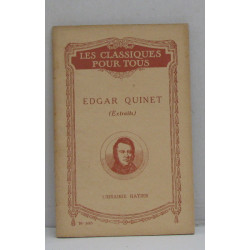 LES CLASSIQUES
POUR TOUS
EDGAR QUINET
(Extraits)
LIBRAIRIE HATIER